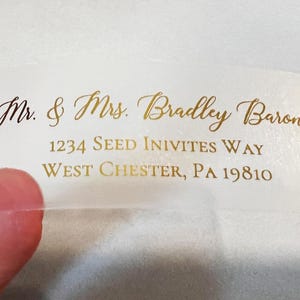 Mr. & Mrs. Bradley Baron
1234 Seed Inivites Way
West Chester, Pa 19810